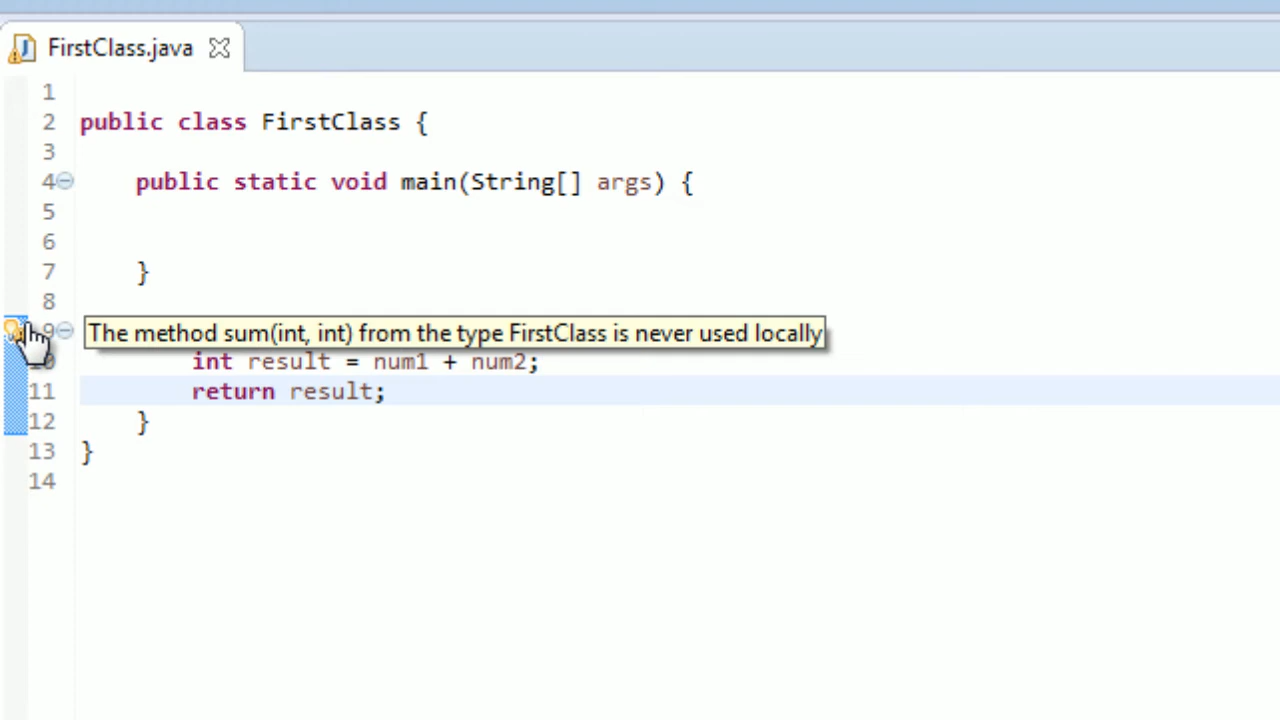 FirstClass.java
1
2 public class FirstClass {
3
4 public static void main(String[] args) {
5
6
7 }
8
9 The method sum(int, int) from the type FirstClass is never used locally
10 int result = num1 + num2;
11 return result;
12 }
13 }
14